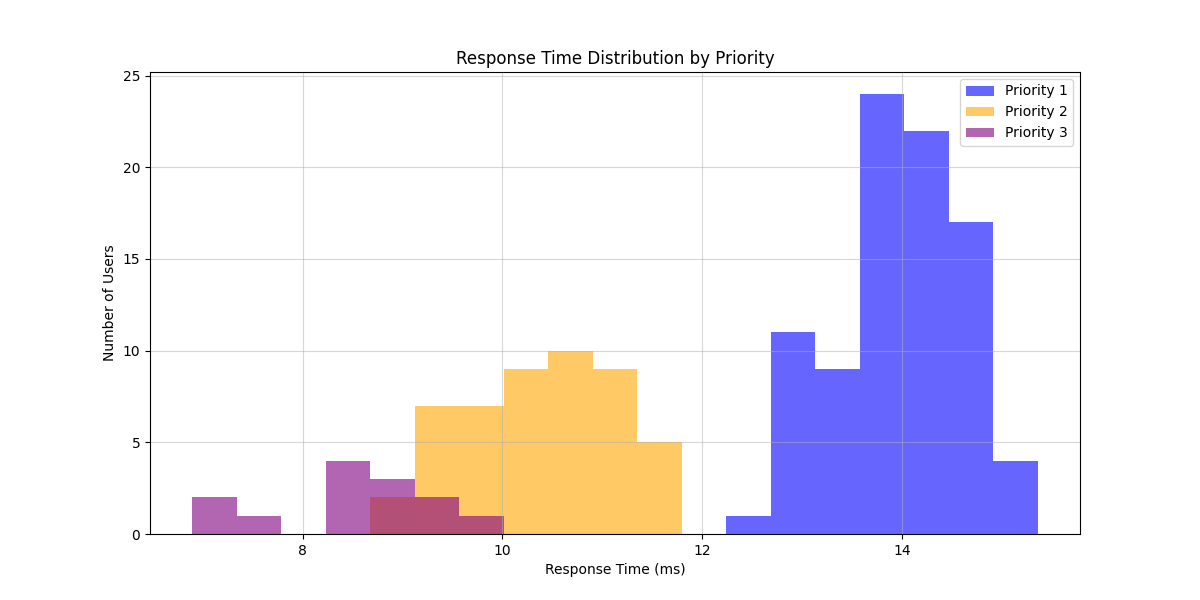 Response Time Distribution by Priority
25
20
15
10
5
0
Number of Users
Priority 1
Priority 2
Priority 3
8
10
12
14
Response Time (ms)